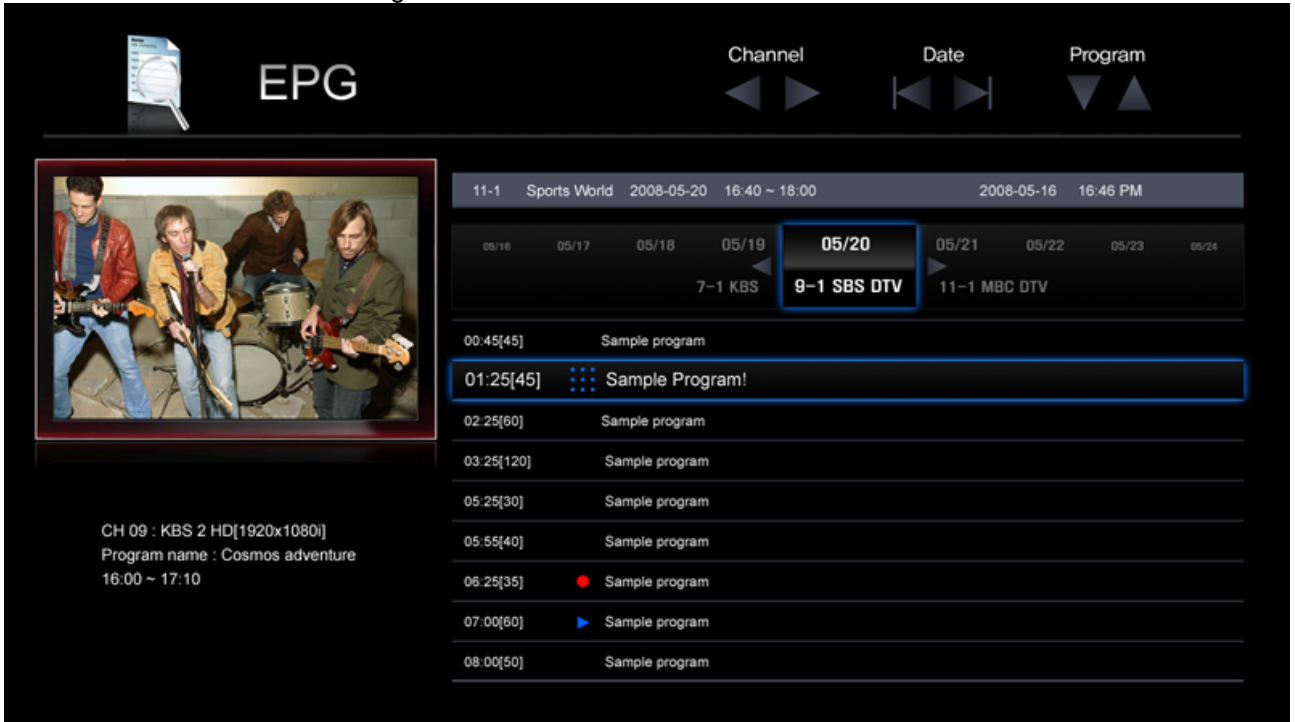 EPG
Channel Date Program
11-1 Sports World 2008-05-20 16:40 ~ 18:00 2008-05-16 16:46 PM
05/16 05/17 05/18 05/19 05/20 05/21 05/22 05/23 05/24
7-1 KBS 9-1 SBS DTV 11-1 MBC DTV
00:45[45] Sample program
01:25[45] Sample Program!
02:25[60] Sample program
03:25[120] Sample program
05:25[30] Sample program
05:55[40] Sample program
06:25[35] Sample program
07:00[60] Sample program
08:00[50] Sample program
CH 09 : KBS 2 HD[1920x1080i]
Program name : Cosmos adventure
16:00 ~ 17:10